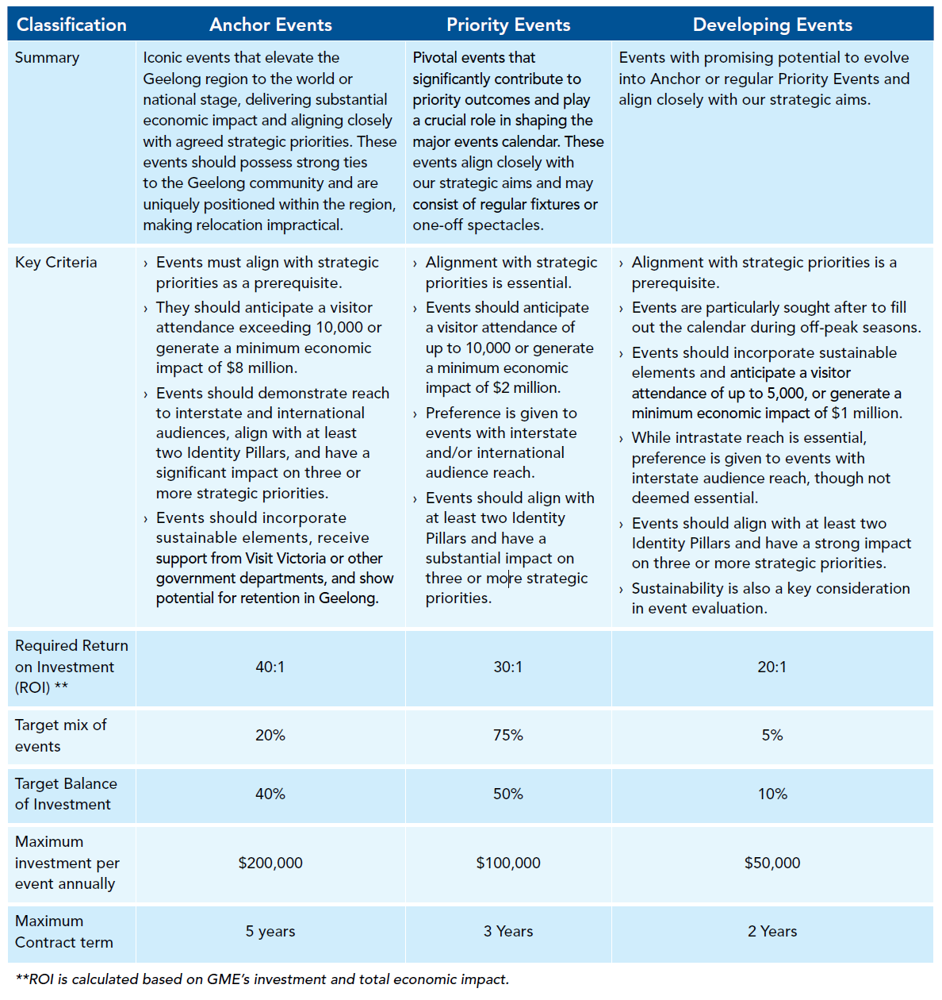 Classification
Anchor Events
Priority Events
Developing Events
Summary
Iconic events that elevate the
Geelong region to the world or
national stage, delivering substantial
economic impact and aligning closely
with agreed strategic priorities. These
events should possess strong ties
to the Geelong community and are
uniquely positioned within the region,
making relocation impractical.
Pivotal events that
significantly contribute to
priority outcomes and play
a crucial role in shaping the
major events calendar. These
events align closely with
our strategic aims and may
consist of regular fixtures or
one-off spectacles.
Events with promising potential to evolve
into Anchor or regular Priority Events and
align closely with our strategic aims.
Key Criteria
› Events must align with strategic
priorities as a prerequisite.
› They should anticipate a visitor
attendance exceeding 10,000 or
generate a minimum economic
impact of $8 million.
› Events should demonstrate reach
to interstate and international
audiences, align with at least
two Identity Pillars, and have a
significant impact on three or
more strategic priorities.
› Events should incorporate
sustainable elements, receive
support from Visit Victoria or other
government departments, and show
potential for retention in Geelong.
› Alignment with strategic
priorities is essential.
› Events should anticipate
a visitor attendance of
up to 10,000 or generate
a minimum economic
impact of $2 million.
› Preference is given to
events with interstate
and/or international
audience reach.
› Events should align with
at least two Identity
Pillars and have a
substantial impact on
three or more strategic
priorities.
› Alignment with strategic priorities is a
prerequisite.
› Events are particularly sought after to fill
out the calendar during off-peak seasons.
› Events should incorporate sustainable
elements and anticipate a visitor
attendance of up to 5,000, or generate a
minimum economic impact of $1 million.
› While intrastate reach is essential,
preference is given to events with
interstate audience reach, though not
deemed essential.
› Events should align with at least two
Identity Pillars and have a strong impact
on three or more strategic priorities.
› Sustainability is also a key consideration
in event evaluation.
Required Return
on Investment
(ROI) **
40:1
30:1
20:1
Target mix of
events
20%
75%
5%
Target Balance
of Investment
40%
50%
10%
Maximum
investment per
event annually
$200,000
$100,000
$50,000
Maximum
Contract term
5 years
3 Years
2 Years
**ROI is calculated based on GME’s investment and total economic impact.